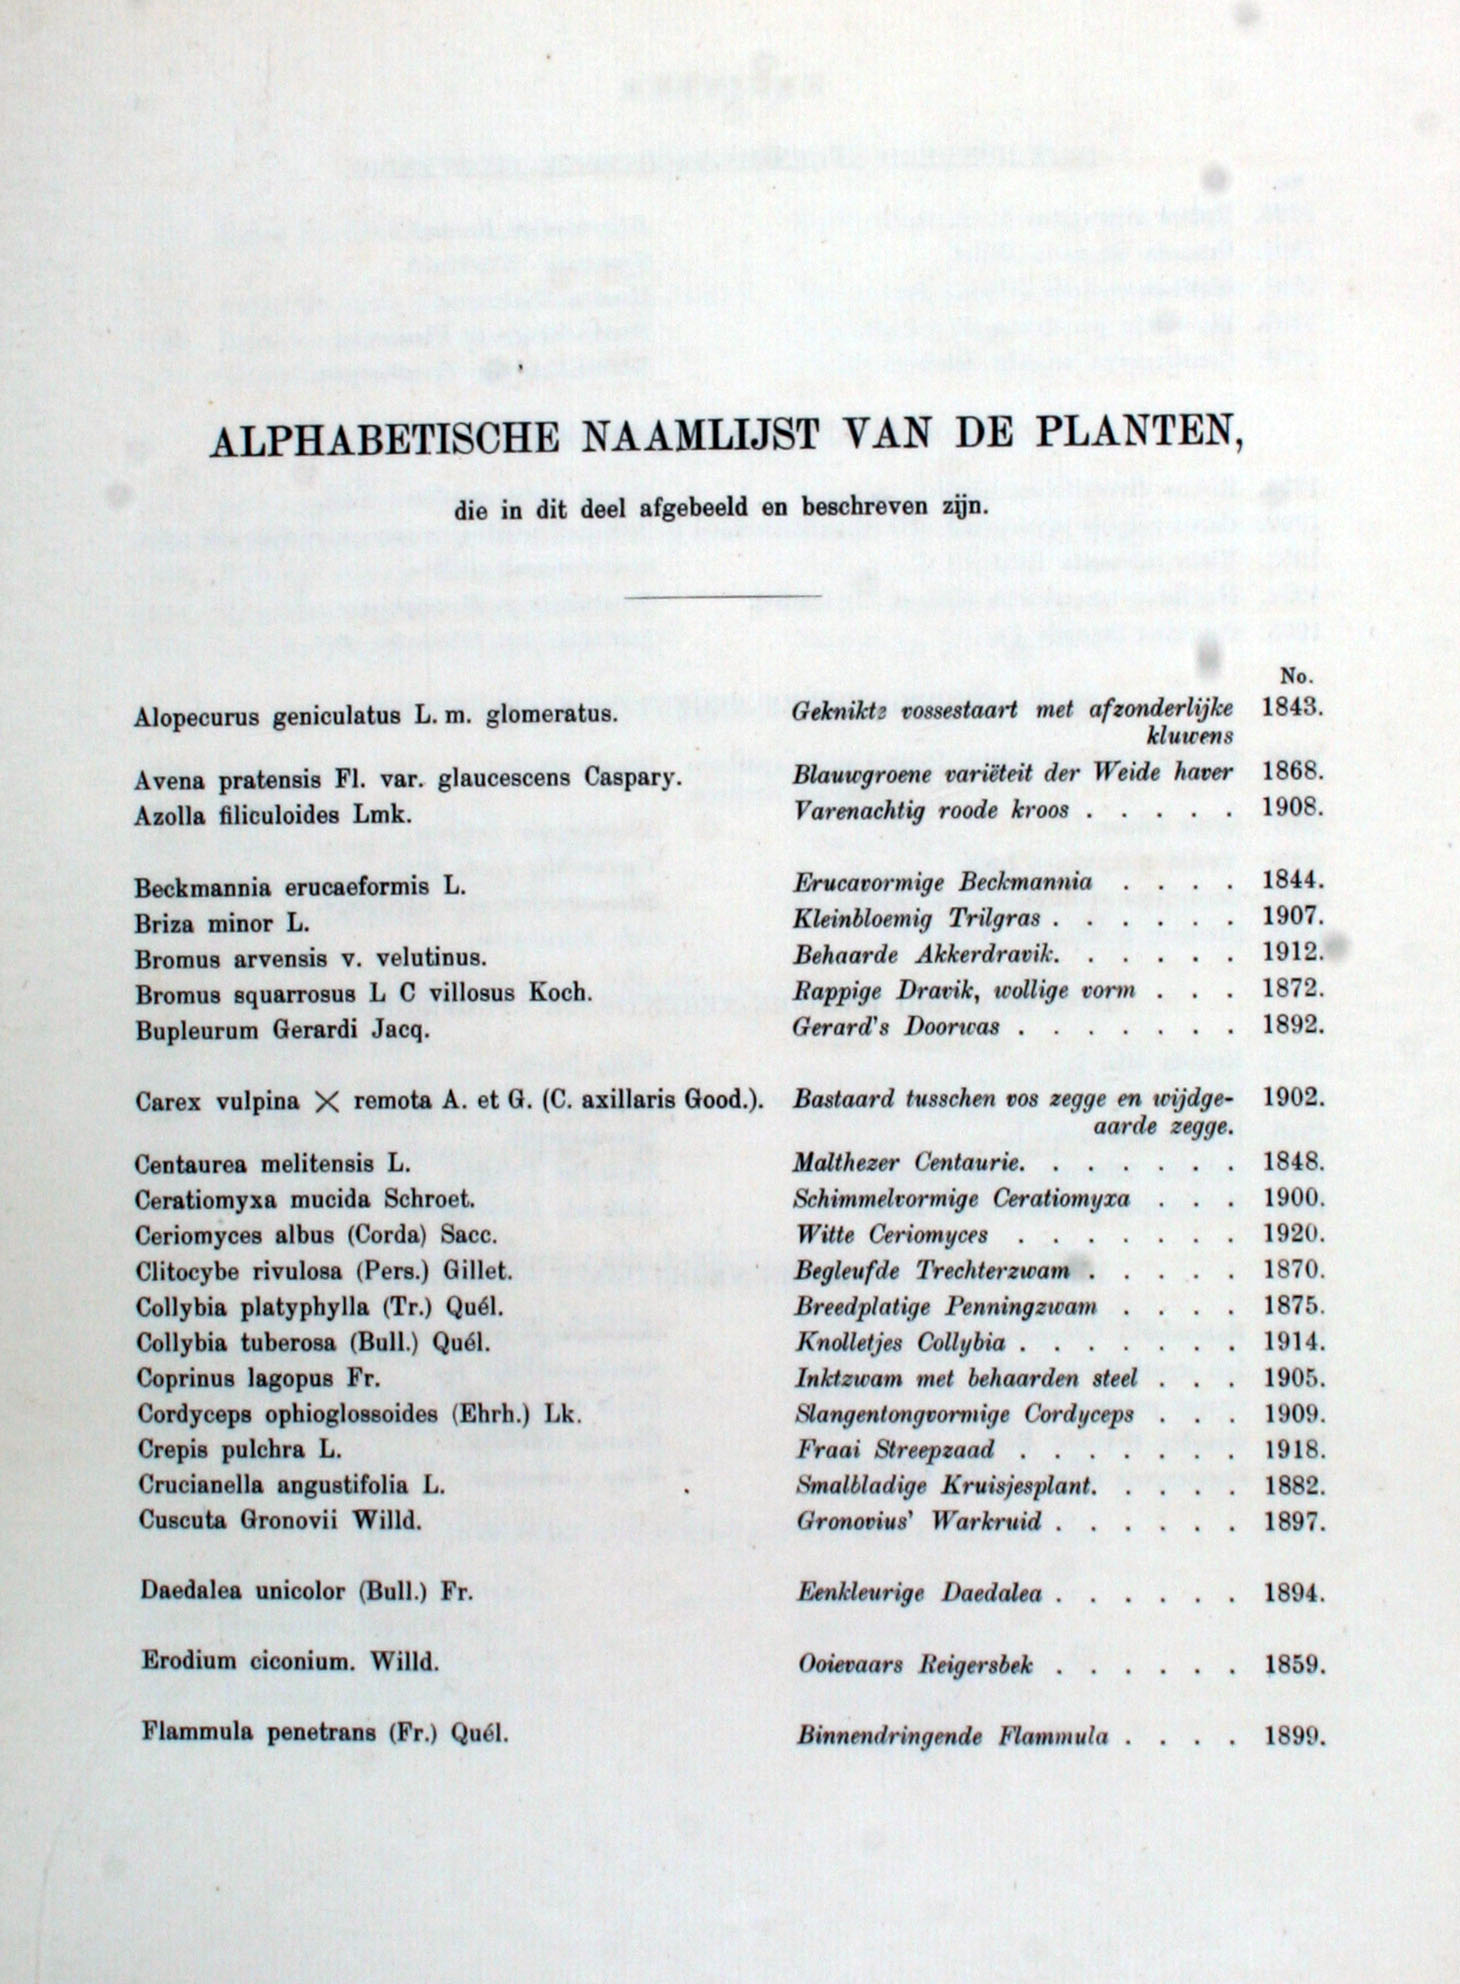 ALPHABETISCHE NAAMLIJST VAN DE PLANTEN,
die in dit deel afgebeeld en beschreven zijn.
No.
Alopecurus geniculatus L. m. glomeratus. Geknikte vossestaart met afzonderlijke 1843.
kluwens
Avena pratensis Fl. var. glaucescens Caspary. Blauwgroene variëteit der Weide haver 1868.
Azolla filiculoides Lmk. Varenachtig roode kroos . . . . . 1908.
Beckmannia erucaeformis L. Erucavormige Beckmannia . . . . 1844.
Briza minor L. Kleinbloemig Trilgras . . . . . . 1907.
Bromus arvensis v. velutinus. Behaarde Akkerdravik. . . . . . 1912.
Bromus squarrosus L C villosus Koch. Rappige Dravik, wollige vorm . . . 1872.
Bupleurum Gerardi Jacq. Gerard's Doorwas . . . . . . . 1892.
Carex vulpina × remota A. et G. (C. axillaris Good.). Bastaard tusschen vos zegge en wijdge- 1902.
aarde zegge.
Centaurea melitensis L. Malthezer Centaurie. . . . . . . 1848.
Ceratiomyxa mucida Schroet. Schimmelvormige Ceratiomyxa . . . 1900.
Ceriomyces albus (Corda) Sacc. Witte Ceriomyces . . . . . . . 1920.
Clitocybe rivulosa (Pers.) Gillet. Begleufde Trechterzwam . . . . . 1870.
Collybia platyphylla (Tr.) Quél. Breedplatige Penningzwam . . . . 1875.
Collybia tuberosa (Bull.) Quél. Knolletjes Collybia . . . . . . . 1914.
Coprinus lagopus Fr. Inktzwam met behaarden steel . . . 1905.
Cordyceps ophioglossoides (Ehrh.) Lk. Slangentongvormige Cordyceps . . . 1909.
Crepis pulchra L. Fraai Streepzaad . . . . . . . 1918.
Crucianella angustifolia L. Smalbladige Kruisjesplant. . . . . 1882.
Cuscuta Gronovii Willd. Gronovius' Warkruid . . . . . . 1897.
Daedalea unicolor (Bull.) Fr. Eenkleurige Daedalea . . . . . . 1894.
Erodium ciconium. Willd. Ooievaars Reigersbek . . . . . . 1859.
Flammula penetrans (Fr.) Quél. Binnendringende Flammula . . . . 1899.